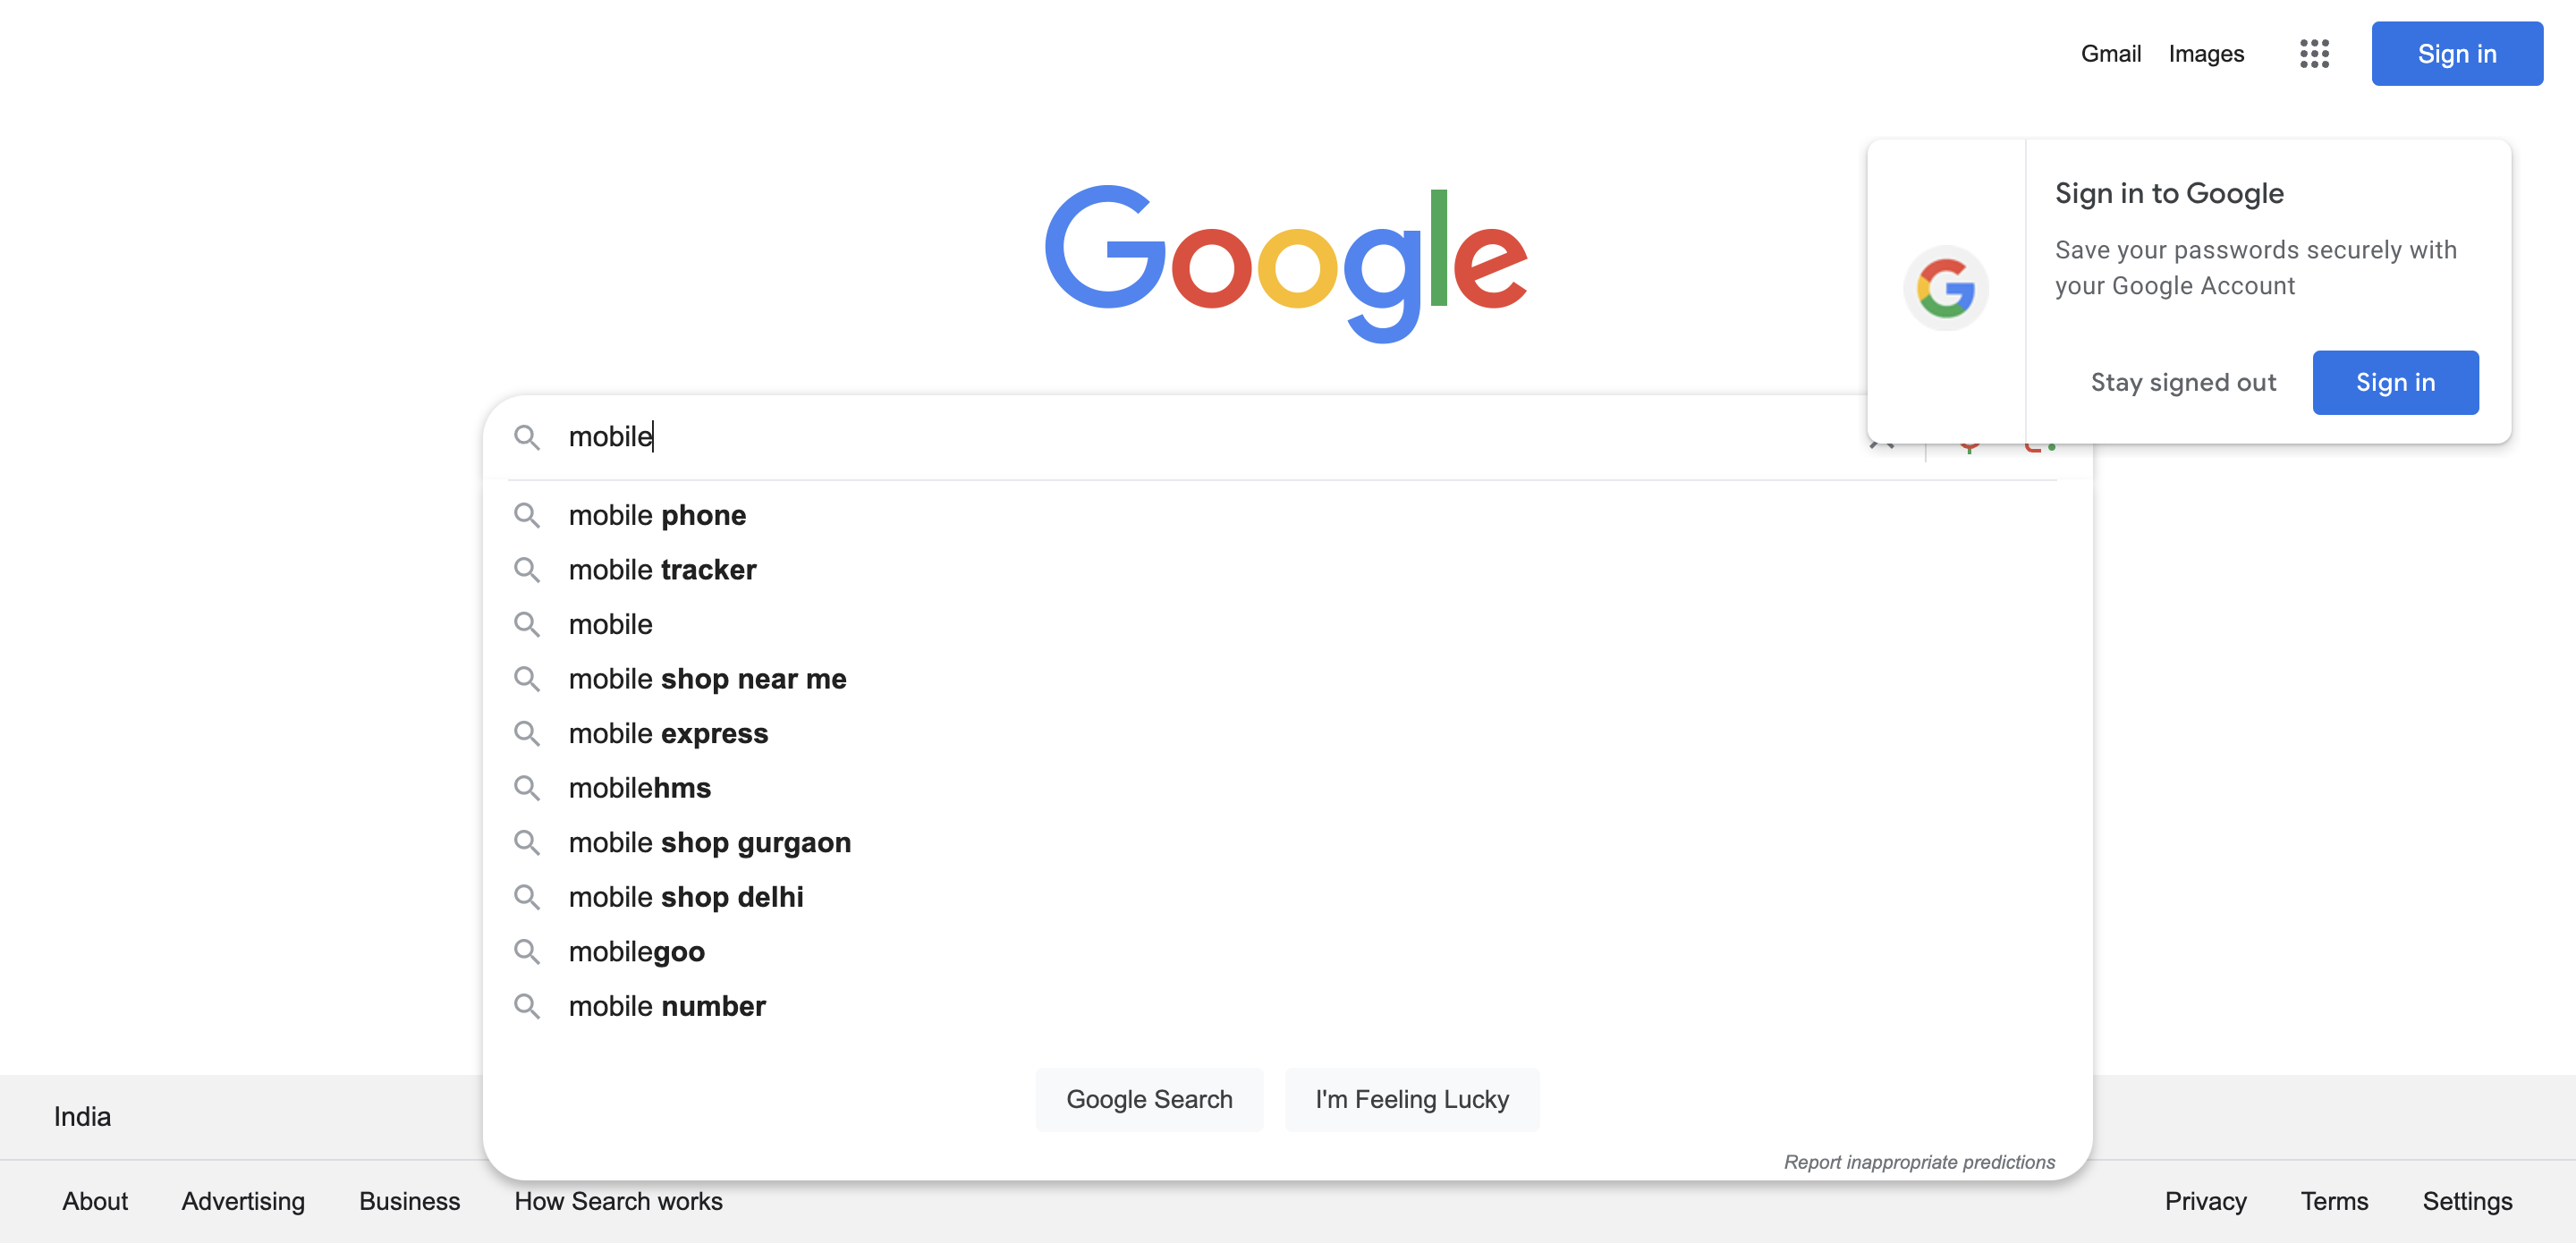 Gmail Images Sign in
Google
Sign in to Google
Save your passwords securely with
your Google Account
Stay signed out Sign in
mobile
mobile phone
mobile tracker
mobile
mobile shop near me
mobile express
mobilehms
mobile shop gurgaon
mobile shop delhi
mobilegoo
mobile number
Google Search I'm Feeling Lucky
Report inappropriate predictions
India
About Advertising Business How Search works Privacy Terms Settings